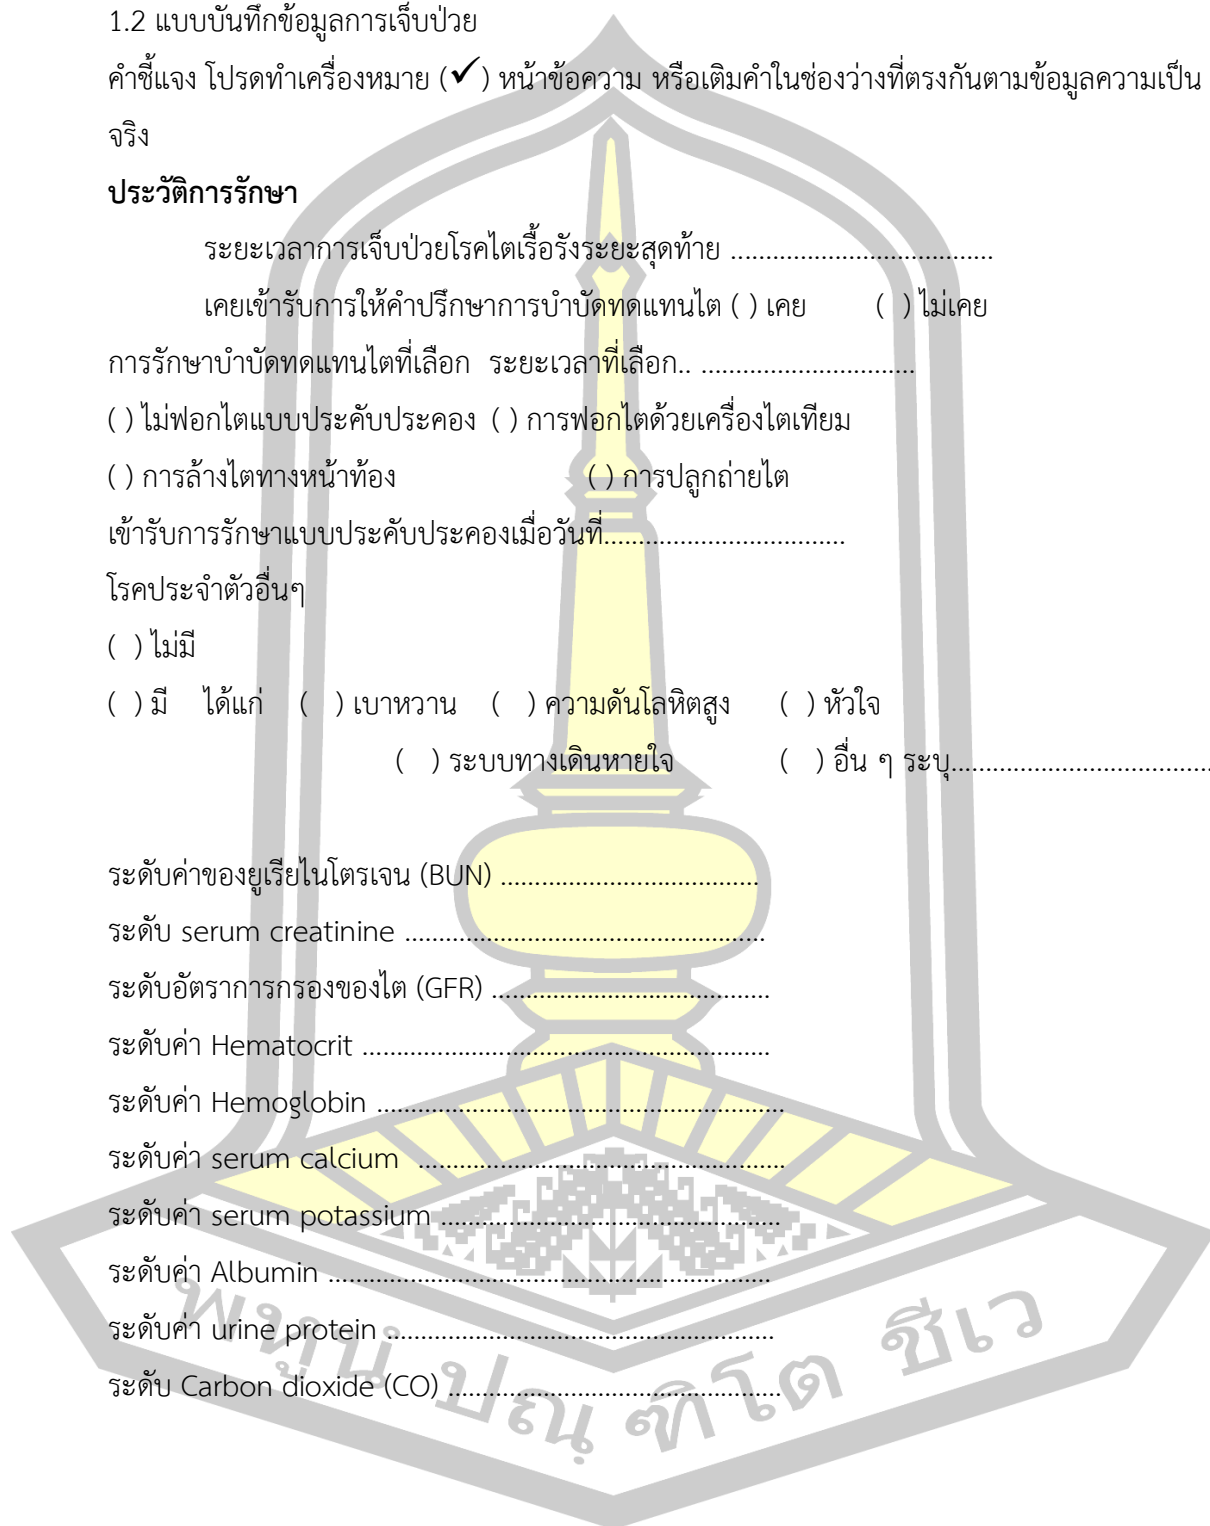 1.2 แบบบันทึกข้อมูลการเจ็บป่วย
คำชี้แจง โปรดทำเครื่องหมาย (✓) หน้าข้อความ หรือเติมคำในช่องว่างที่ตรงกันตามข้อมูลความเป็น
จริง
ประวัติการรักษา
ระยะเวลาการเจ็บป่วยโรคไตเรื้อรังระยะสุดท้าย ......................................
เคยเข้ารับการให้คำปรึกษาการบำบัดทดแทนไต ( ) เคย ( ) ไม่เคย
การรักษาบำบัดทดแทนไตที่เลือก ระยะเวลาที่เลือก.. ...............................
( ) ไม่ฟอกไตแบบประคับประคอง ( ) การฟอกไตด้วยเครื่องไตเทียม
( ) การล้างไตทางหน้าท้อง ( ) การปลูกถ่ายไต
เข้ารับการรักษาแบบประคับประคองเมื่อวันที่...................................
โรคประจำตัวอื่นๆ
( ) ไม่มี
( ) มี ได้แก่ ( ) เบาหวาน ( ) ความดันโลหิตสูง ( ) หัวใจ
( ) ระบบทางเดินหายใจ ( ) อื่น ๆ ระบุ......................................
ระดับค่าของยูเรียไนโตรเจน (BUN) ......................................
ระดับ serum creatinine .....................................................
ระดับอัตราการกรองของไต (GFR) .........................................
ระดับค่า Hematocrit ............................................................
ระดับค่า Hemoglobin ............................................................
ระดับค่า serum calcium ......................................................
ระดับค่า serum potassium ..................................................
ระดับค่า Albumin .................................................................
ระดับค่า urine protein .........................................................
ระดับ Carbon dioxide (CO) .................................................
พหูนํ ปณฺฑิโต ชีเว